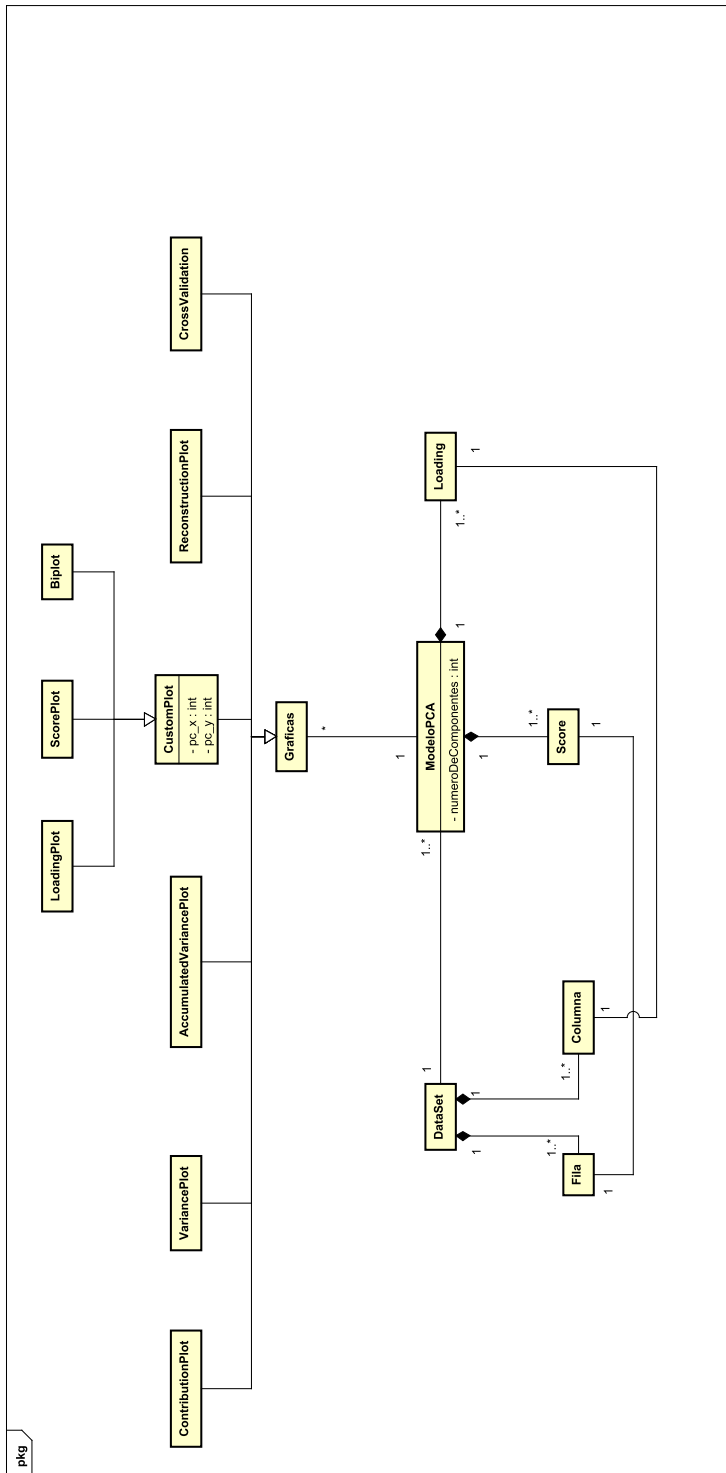 pkg
LoadingPlot
ScorePlot
Biplot
ContributionPlot
VariancePlot
AccumulatedVariancePlot
CustomPlot
- pc_x : int
- pc_y : int
ReconstructionPlot
CrossValidation
Graficas
*
1
1
1..*
DataSet
ModeloPCA
- numeroDeComponentes : int
Loading
1
1..*
1
1
1
1
1..*
1..*
1..*
Fila
Columna
Score
1
1
1